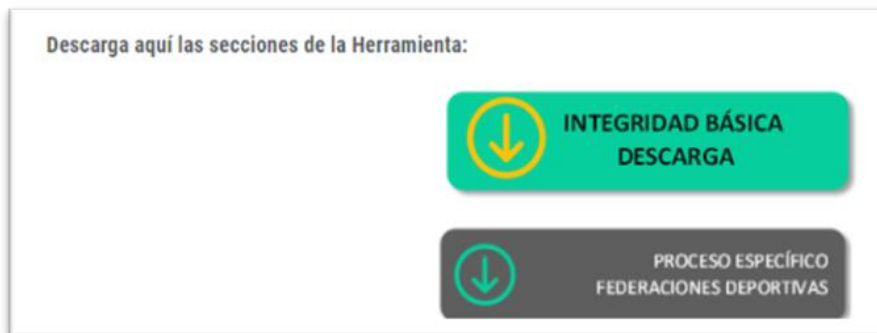 Descarga aquí las secciones de la Herramienta:
INTEGRIDAD BÁSICA
DESCARGA
PROCESO ESPECÍFICO
FEDERACIONES DEPORTIVAS